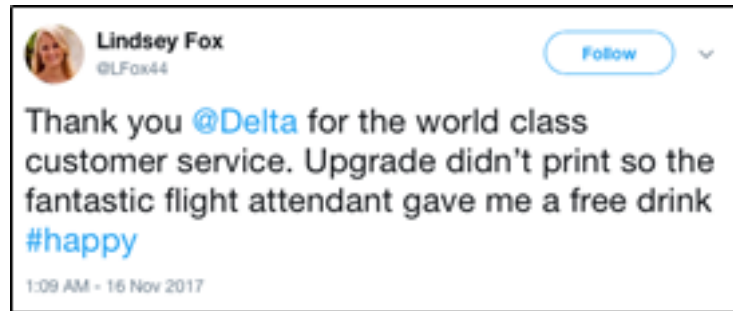 Lindsey Fox
@LFox44
Follow
Thank you @Delta for the world class
customer service. Upgrade didn't print so the
fantastic flight attendant gave me a free drink
#happy
1:09 AM - 16 Nov 2017